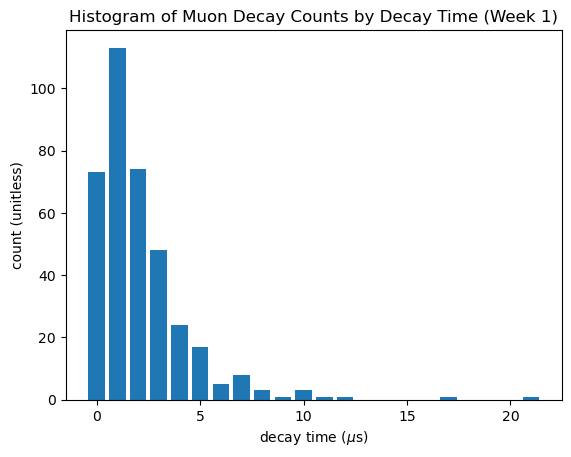 Histogram of Muon Decay Counts by Decay Time (Week 1)
count (unitless)
100
80
60
40
20
0
0 5 10 15 20
decay time (μs)